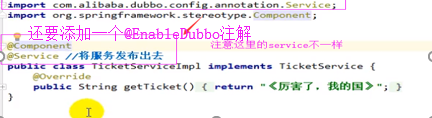 import com.alibaba.dubbo.config.annotation.Service;
import org.springframework.stereotype.Component;
还要添加一个@EnableDubbo注解
@Component
注意这里的service不一样
@Service //将服务发布出去
public class TicketServiceImpl implements TicketService {
@Override
public String getTicket() { return "《厉害了，我的国》"; }
}